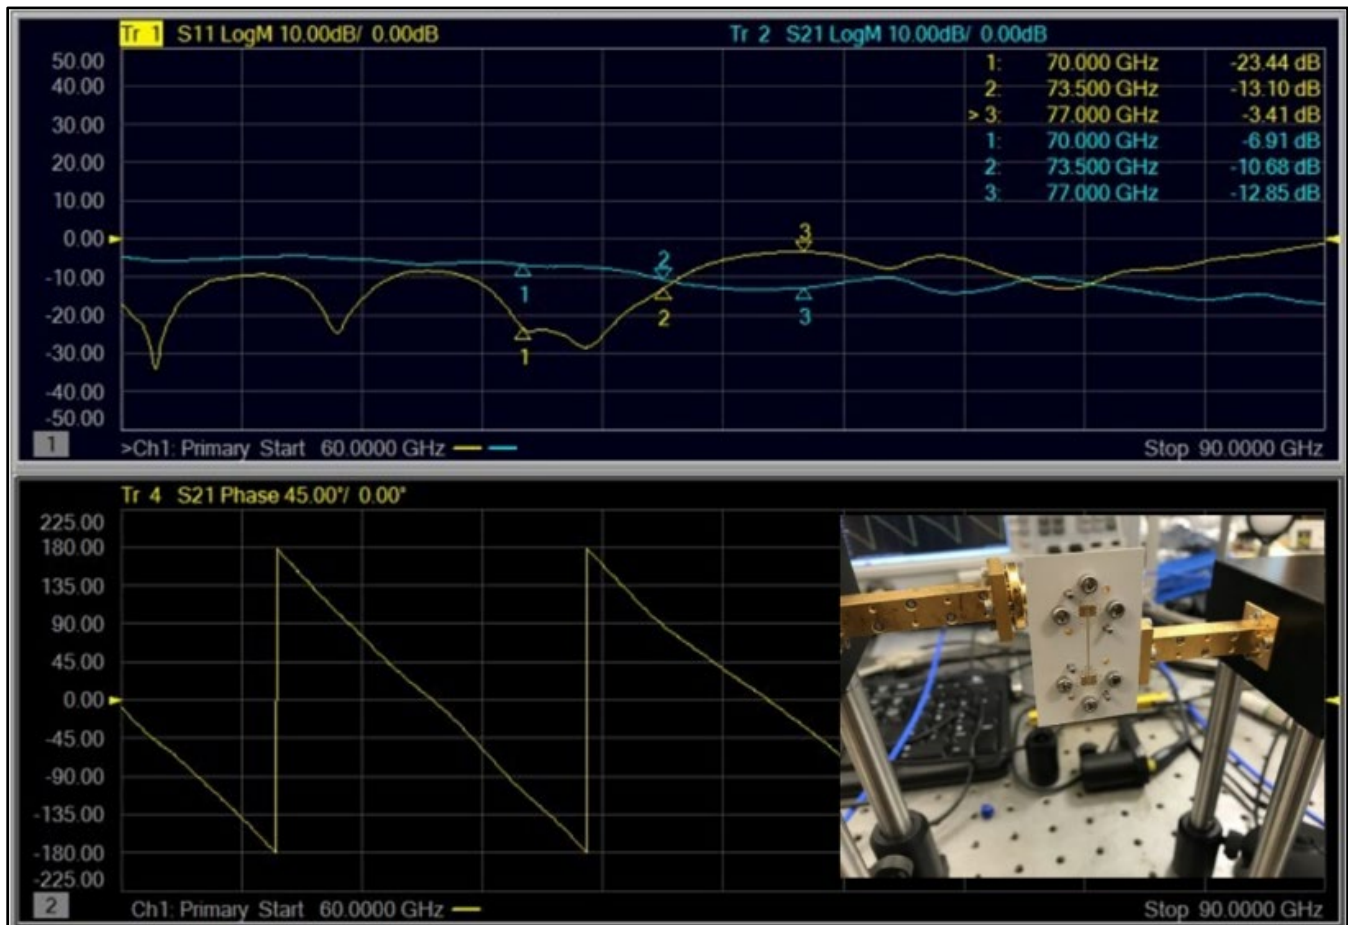 Tr 1 S11 LogM 10.00dB/ 0.00dB
Tr 2 S21 LogM 10.00dB/ 0.00dB
50.00
40.00
30.00
20.00
10.00
0.00
-10.00
-20.00
-30.00
-40.00
-50.00
1: 70.000 GHz -23.44 dB
2: 73.500 GHz -13.10 dB
> 3: 77.000 GHz -3.41 dB
1: 70.000 GHz -6.91 dB
2: 73.500 GHz -10.68 dB
3: 77.000 GHz -12.85 dB
1
2
3
1
2
3
1
>Ch1: Primary Start 60.0000 GHz
Stop 90.0000 GHz
Tr 4 S21 Phase 45.00°/ 0.00°
225.00
180.00
135.00
90.00
45.00
0.00
-45.00
-90.00
-135.00
-180.00
-225.00
2
Ch1: Primary Start 60.0000 GHz
Stop 90.0000 GHz